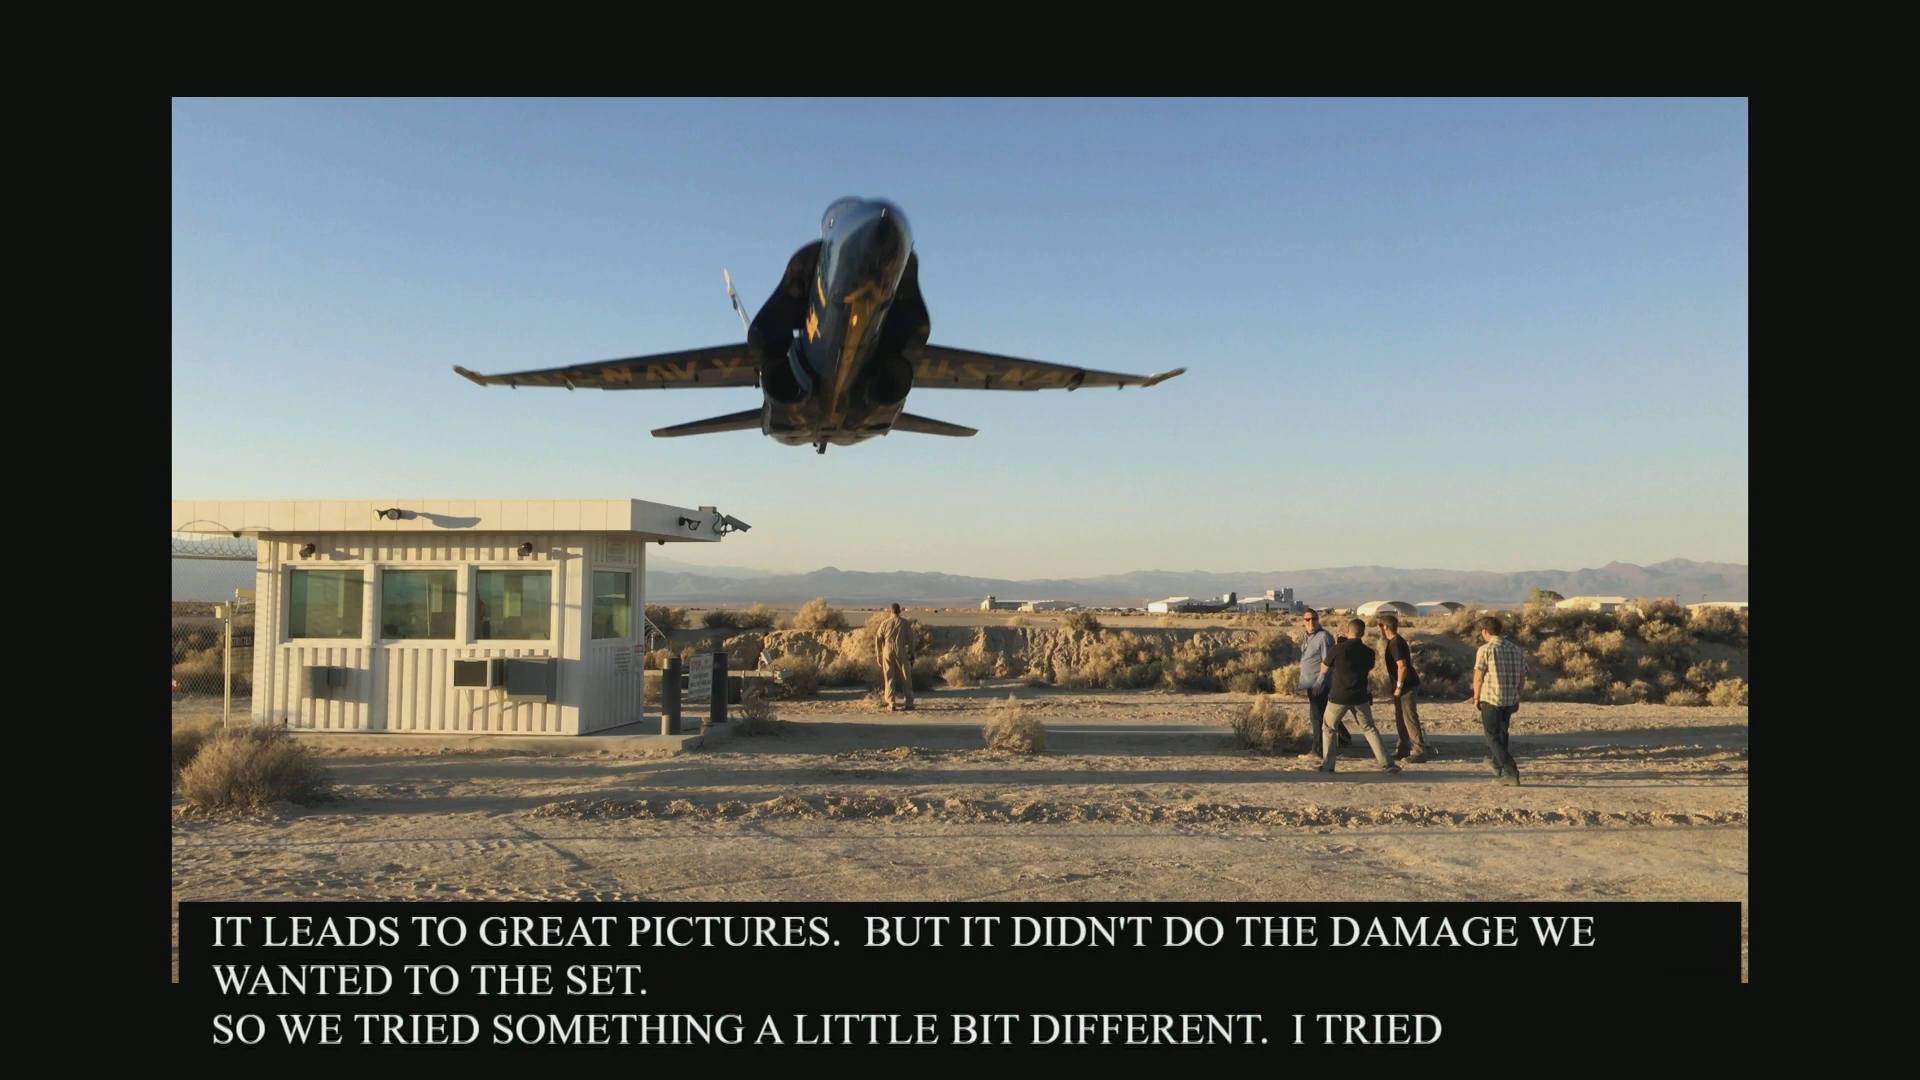 NAVY
IT LEADS TO GREAT PICTURES.  BUT IT DIDN'T DO THE DAMAGE WE
WANTED TO THE SET.
SO WE TRIED SOMETHING A LITTLE BIT DIFFERENT.  I TRIED